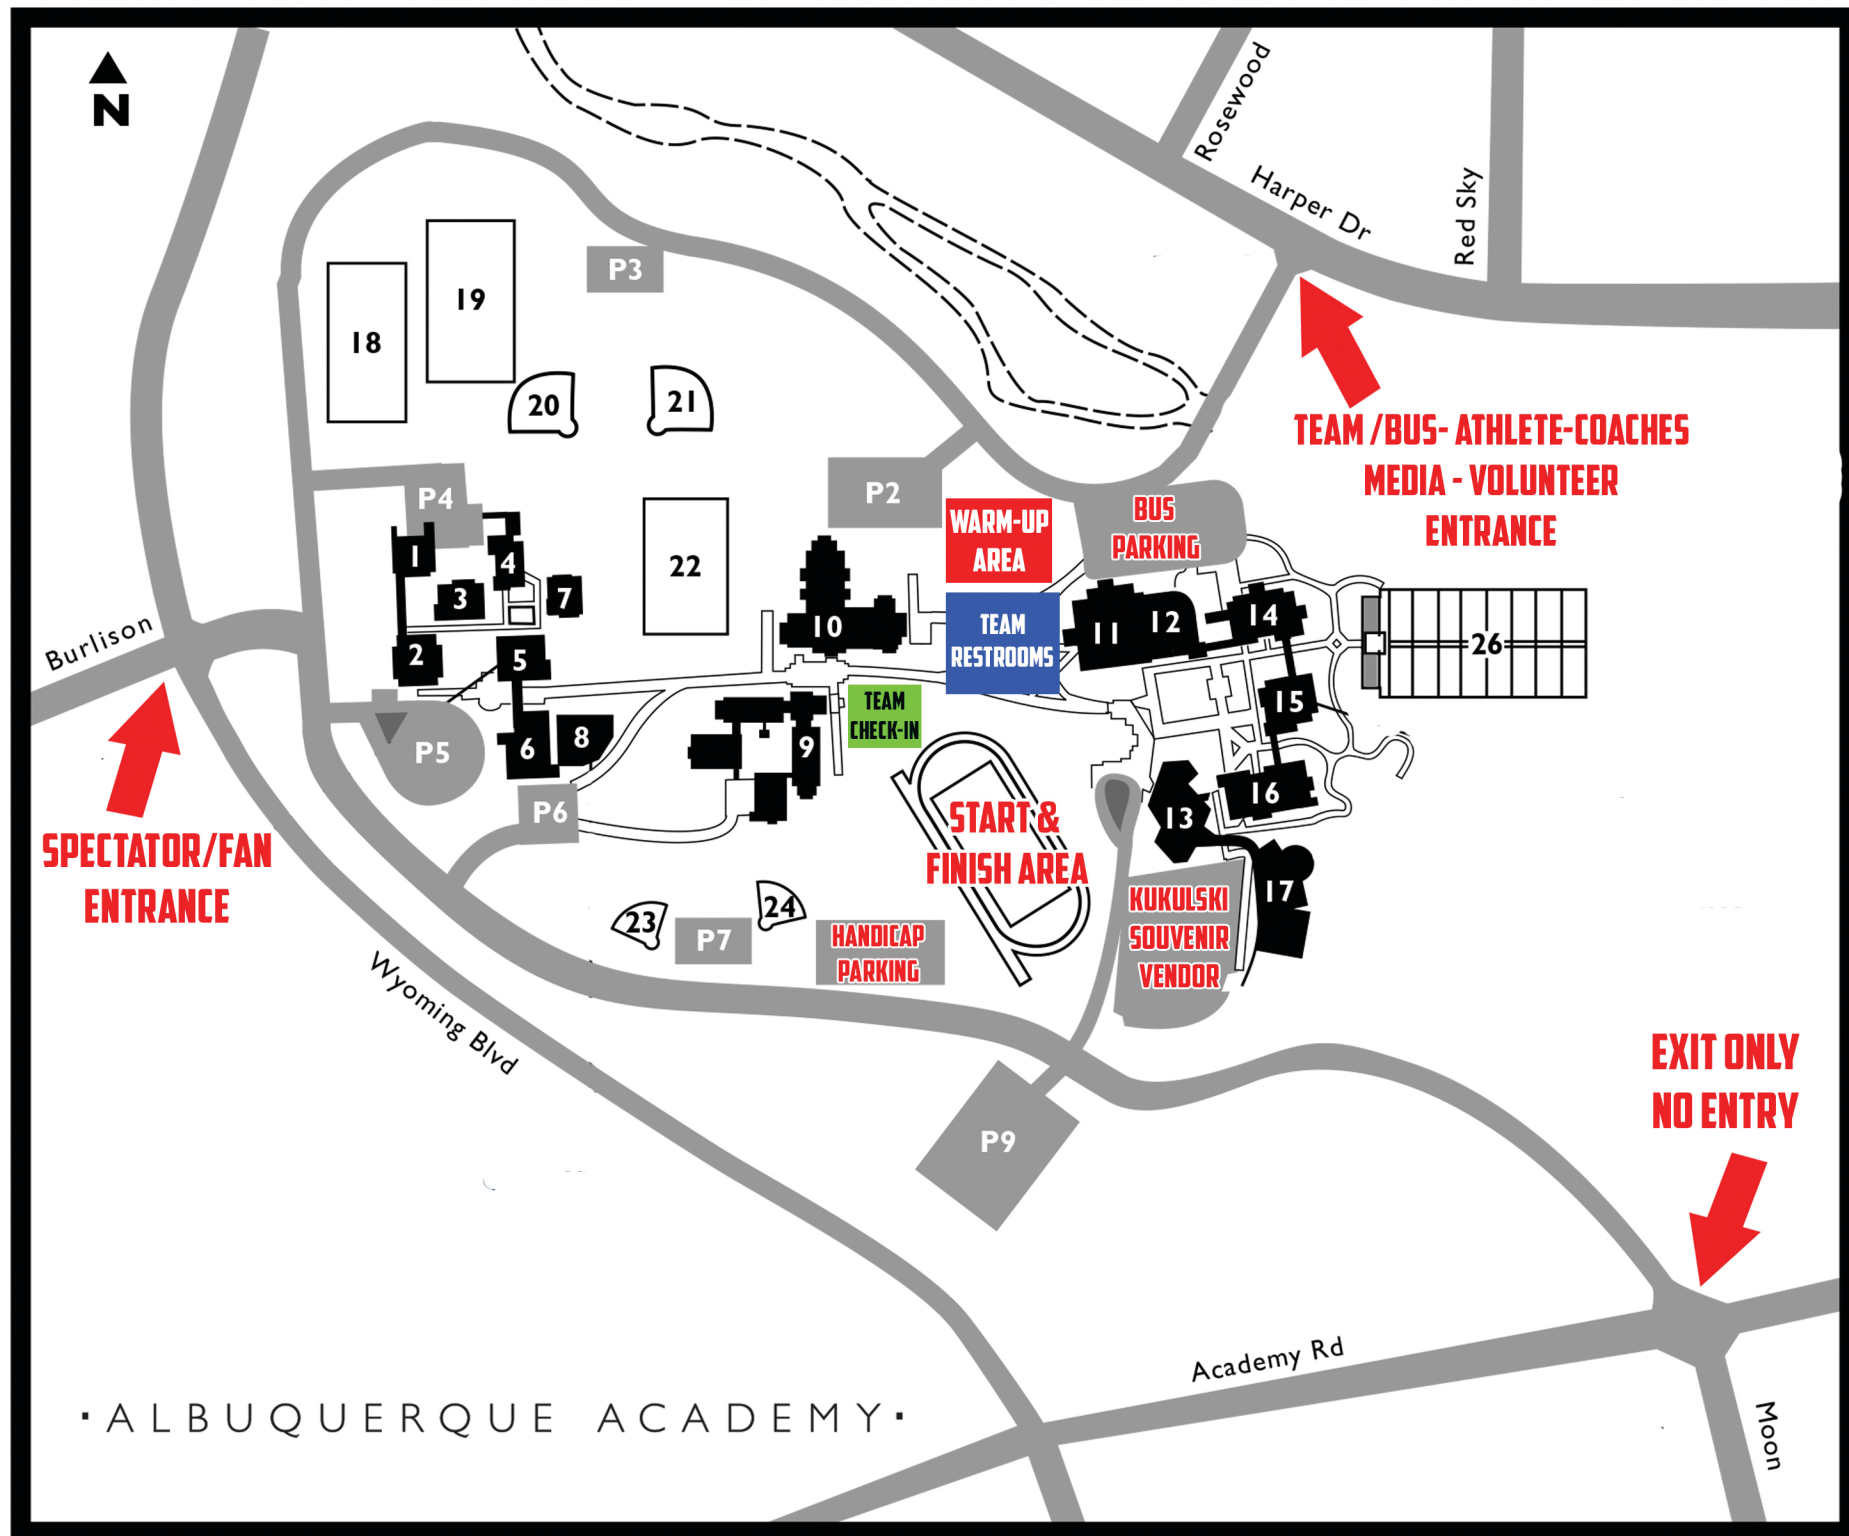 N
Rosewood
Harper Dr
Red Sky
P3
19
18
20
21
TEAM /BUS- ATHLETE-COACHES
MEDIA - VOLUNTEER
ENTRANCE
P4
P2
WARM-UP
AREA
BUS
PARKING
1
4
3
7
22
10
TEAM
RESTROOMS
11
12
14
26
Burlison
2
5
15
TEAM
CHECK-IN
P5
6
8
9
P6
16
13
START &
FINISH AREA
SPECTATOR/FAN
ENTRANCE
17
KUKULSKI
SOUVENIR
VENDOR
23
24
P7
HANDICAP
PARKING
Wyoming Blvd
P9
EXIT ONLY
NO ENTRY
Academy Rd
Moon
·ALBUQUERQUE ACADEMY·